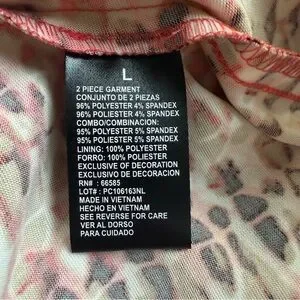 L
2 PIECE GARMENT
CONJUNTO DE 2 PIEZAS
96% POLYESTER 4% SPANDEX
96% POLIESTER 4% SPANDEX
COMBO/COMBINACION:
95% POLYESTER 5% SPANDEX
95% POLIESTER 5% SPANDEX
LINING: 100% POLYESTER
FORRO: 100% POLIESTER
EXCLUSIVE OF DECORATION
EXCLUSIVO DE DECORACION
RN# : 66585
LOT# : PC106163NL
MADE IN VIETNAM
HECHO EN VIETNAM
SEE REVERSE FOR CARE
VER AL DORSO
PARA CUIDADO